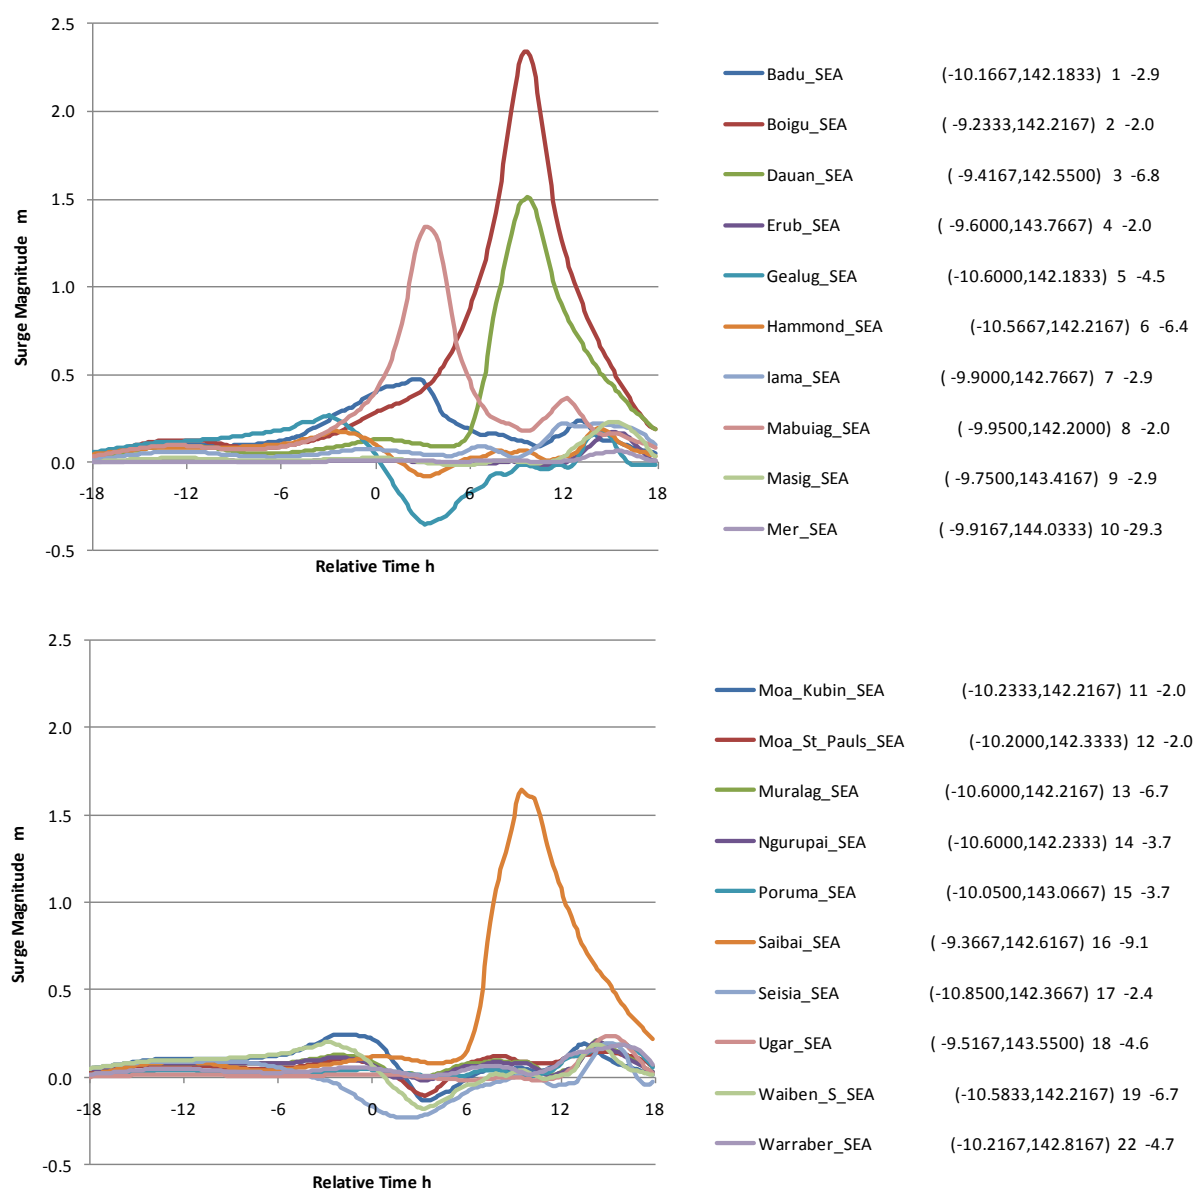 2.5
2.0
1.5
1.0
0.5
0.0
-0.5
Surge Magnitude m
-18 -12 -6 0 6 12 18
Relative Time h
Badu_SEA (-10.1667,142.1833) 1 -2.9
Boigu_SEA ( -9.2333,142.2167) 2 -2.0
Dauan_SEA ( -9.4167,142.5500) 3 -6.8
Erub_SEA ( -9.6000,143.7667) 4 -2.0
Gealug_SEA (-10.6000,142.1833) 5 -4.5
Hammond_SEA (-10.5667,142.2167) 6 -6.4
Iama_SEA ( -9.9000,142.7667) 7 -2.9
Mabuiag_SEA ( -9.9500,142.2000) 8 -2.0
Masig_SEA ( -9.7500,143.4167) 9 -2.9
Mer_SEA ( -9.9167,144.0333) 10 -29.3
2.5
2.0
1.5
1.0
0.5
0.0
-0.5
Surge Magnitude m
-18 -12 -6 0 6 12 18
Relative Time h
Moa_Kubin_SEA (-10.2333,142.2167) 11 -2.0
Moa_St_Pauls_SEA (-10.2000,142.3333) 12 -2.0
Muralag_SEA (-10.6000,142.2167) 13 -6.7
Ngurupai_SEA (-10.6000,142.2333) 14 -3.7
Poruma_SEA (-10.0500,143.0667) 15 -3.7
Saibai_SEA ( -9.3667,142.6167) 16 -9.1
Seisia_SEA (-10.8500,142.3667) 17 -2.4
Ugar_SEA ( -9.5167,143.5500) 18 -4.6
Waiben_S_SEA (-10.5833,142.2167) 19 -6.7
Warraber_SEA (-10.2167,142.8167) 22 -4.7